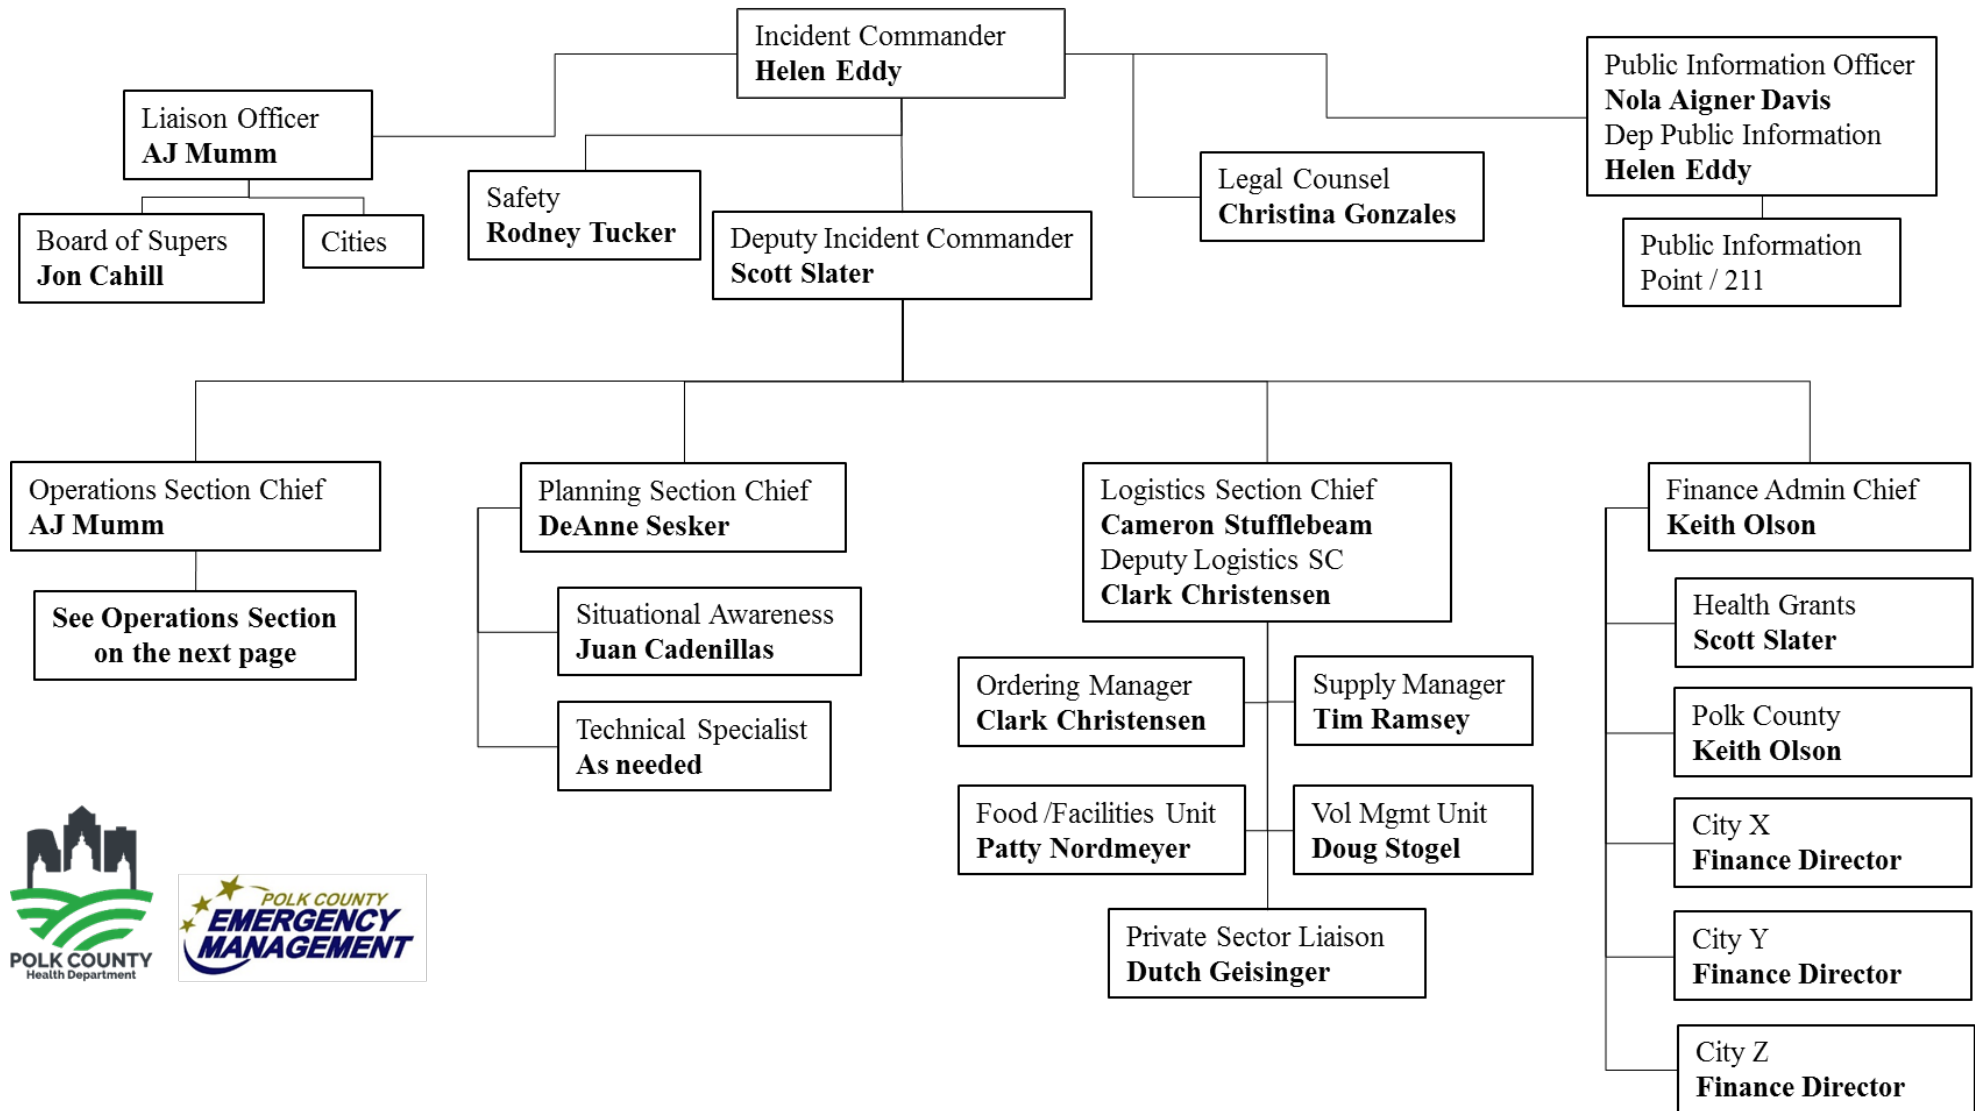 Incident Commander
Helen Eddy
Public Information Officer
Nola Aigner Davis
Dep Public Information
Helen Eddy
Liaison Officer
AJ Mumm
Safety
Rodney Tucker
Legal Counsel
Christina Gonzales
Board of Supers
Jon Cahill
Cities
Deputy Incident Commander
Scott Slater
Public Information
Point / 211
Operations Section Chief
AJ Mumm
See Operations Section
on the next page
Planning Section Chief
DeAnne Sesker
Situational Awareness
Juan Cadenillas
Technical Specialist
As needed
Logistics Section Chief
Cameron Stufflebeam
Deputy Logistics SC
Clark Christensen
Ordering Manager
Clark Christensen
Supply Manager
Tim Ramsey
Food /Facilities Unit
Patty Nordmeyer
Vol Mgmt Unit
Doug Stogel
Private Sector Liaison
Dutch Geisinger
Finance Admin Chief
Keith Olson
Health Grants
Scott Slater
Polk County
Keith Olson
City X
Finance Director
City Y
Finance Director
City Z
Finance Director
POLK COUNTY
Health Department
POLK COUNTY
EMERGENCY
MANAGEMENT